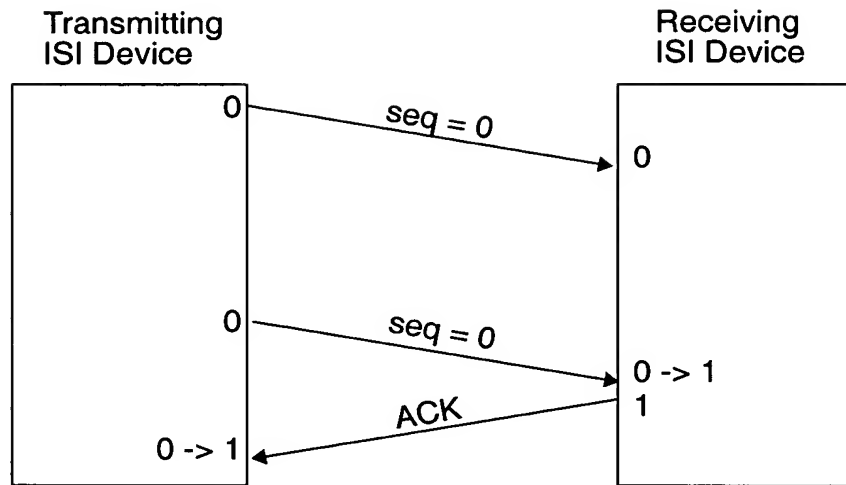 Transmitting
ISI Device
Receiving
ISI Device
0
seq = 0
0
0
seq = 0
0 -> 1
1
ACK
0 -> 1